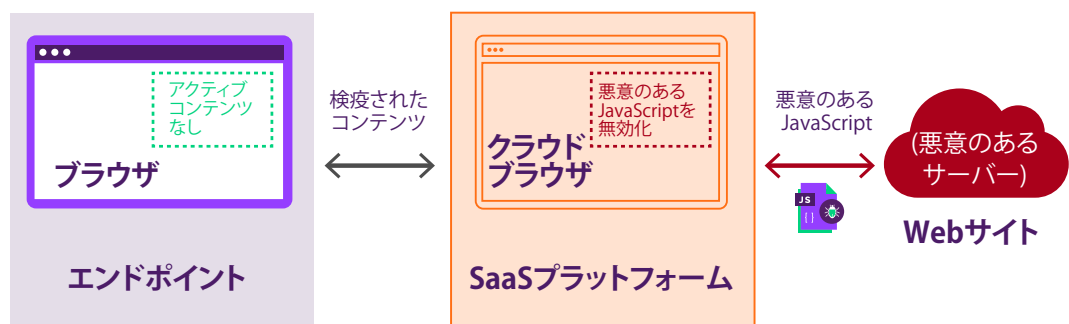 アクティブ
コンテンツ
なし
ブラウザ
エンドポイント
検疫された
コンテンツ
悪意のある
JavaScriptを
無効化
クラウド
ブラウザ
SaaSプラットフォーム
悪意のある
JavaScript
JS
{ }
(悪意のある
サーバー)
Webサイト